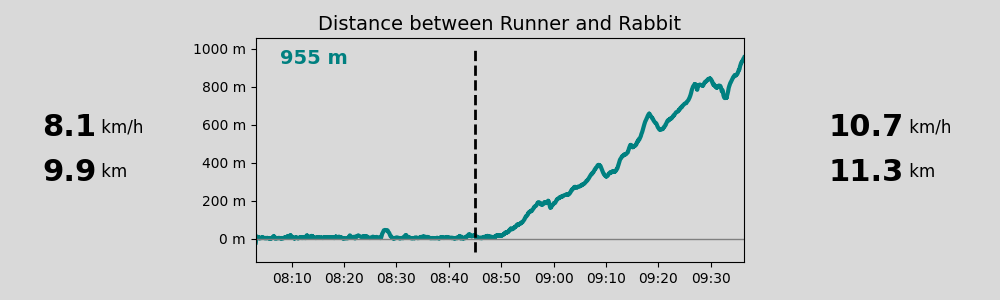 Distance between Runner and Rabbit
955 m
1000 m
800 m
600 m
400 m
200 m
0 m
08:10 08:20 08:30 08:40 08:50 09:00 09:10 09:20 09:30
8.1 km/h
9.9 km
10.7 km/h
11.3 km